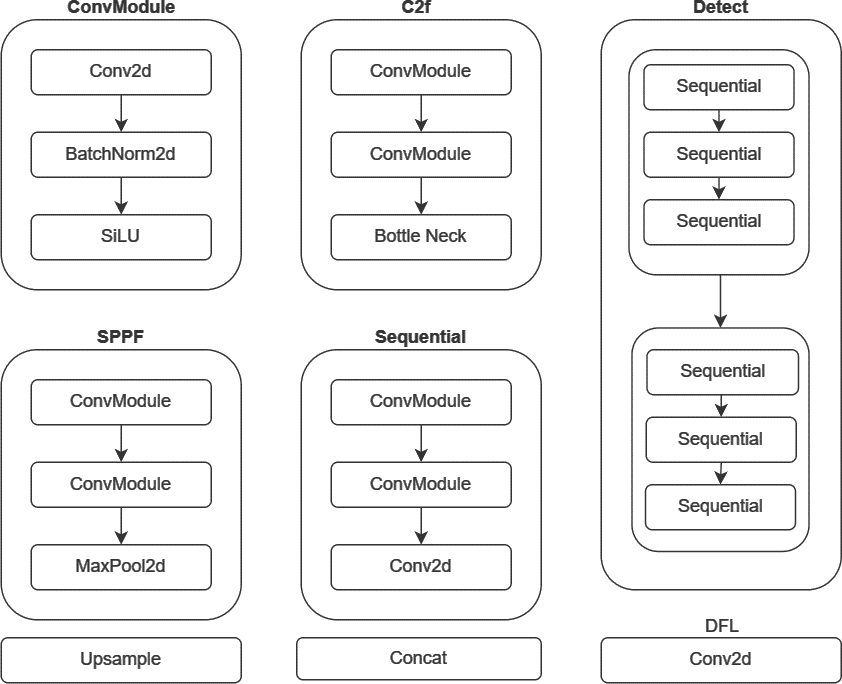 ConvModule
Conv2d
BatchNorm2d
SiLU
C2f
ConvModule
ConvModule
Bottle Neck
Detect
Sequential
Sequential
Sequential
Sequential
Sequential
Sequential
SPPF
ConvModule
ConvModule
MaxPool2d
Sequential
ConvModule
ConvModule
Conv2d
Upsample
Concat
DFL
Conv2d